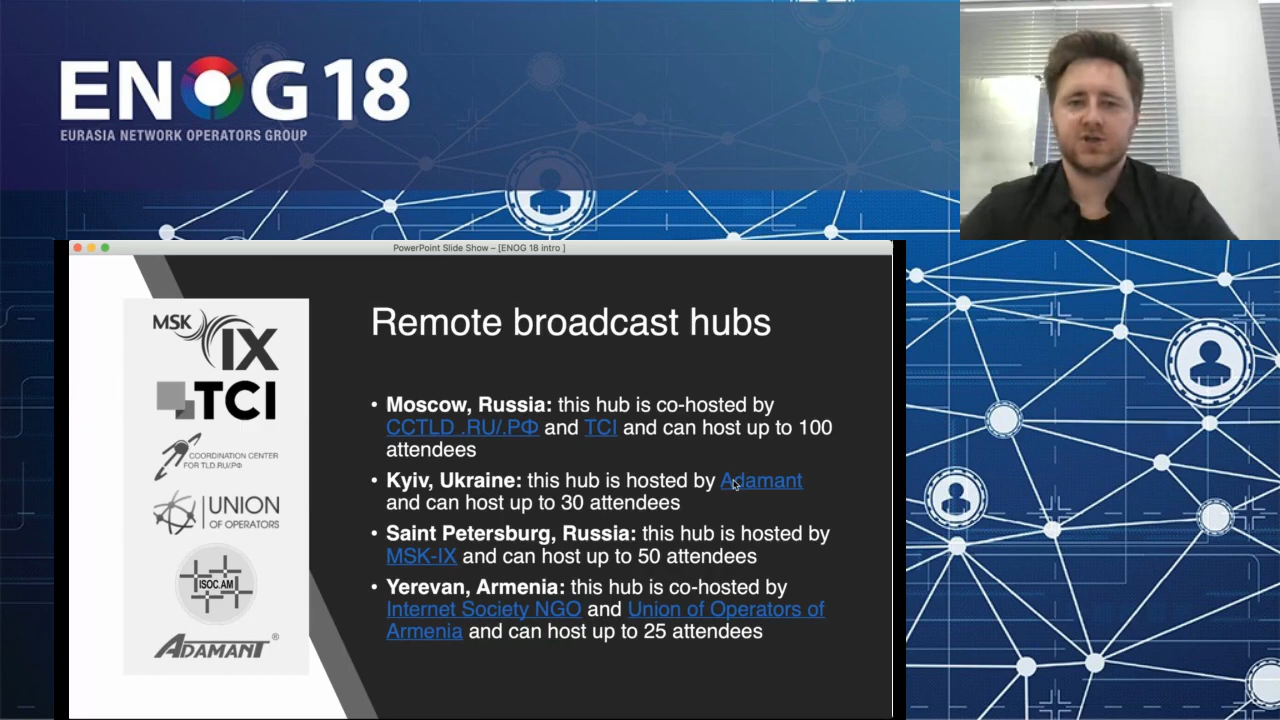 ENOG18
EURASIA NETWORK OPERATORS GROUP
PowerPoint Slide Show – [ENOG 18 intro ]
MSK
IX
TCI
COORDINATION CENTER
FOR TLD.RU/.РФ
UNION
OF OPERATORS
ISOC.AM
ADAMANT®
Remote broadcast hubs
• Moscow, Russia: this hub is co-hosted by
CCTLD .RU/.РФ and TCI and can host up to 100
attendees
• Kyiv, Ukraine: this hub is hosted by Adamant
and can host up to 30 attendees
• Saint Petersburg, Russia: this hub is hosted by
MSK-IX and can host up to 50 attendees
• Yerevan, Armenia: this hub is co-hosted by
Internet Society NGO and Union of Operators of
Armenia and can host up to 25 attendees